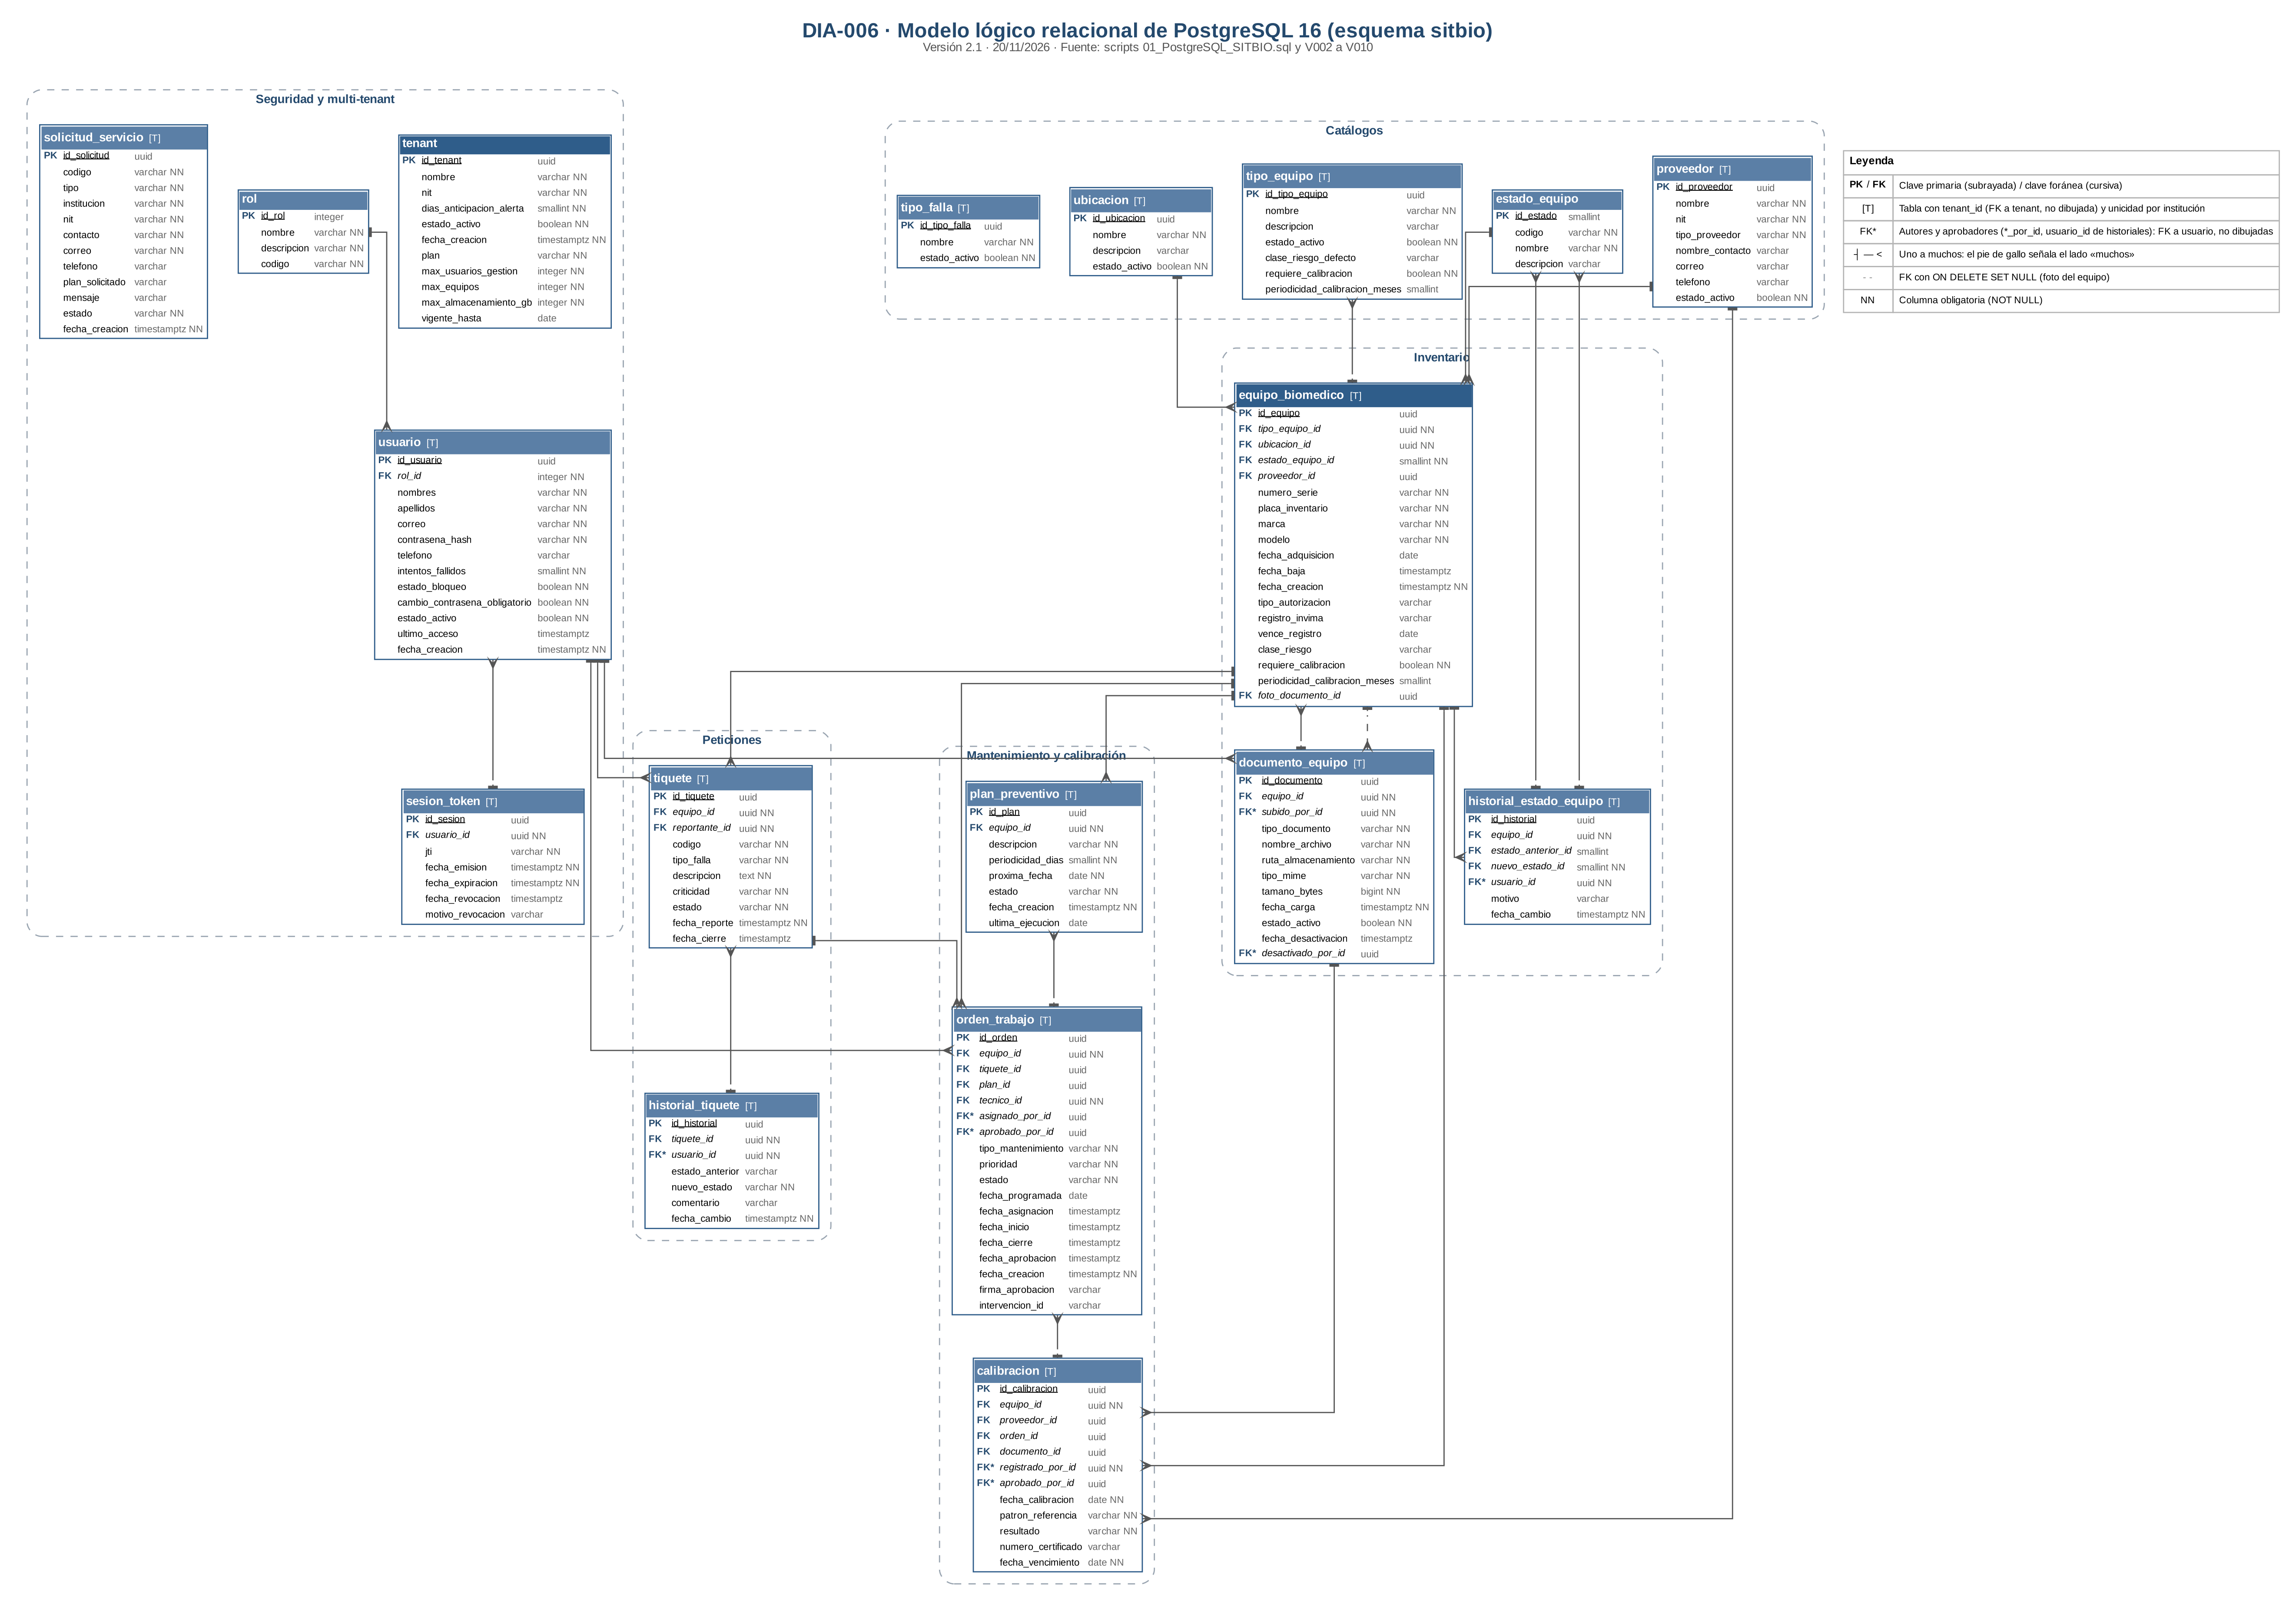 DIA-006 · Modelo lógico relacional de PostgreSQL 16 (esquema sitbio)
Versión 2.1 · 20/11/2026 · Fuente: scripts 01_PostgreSQL_SITBIO.sql y V002 a V010
Seguridad y multi-tenant
solicitud_servicio [T]
PK id_solicitud uuid
codigo varchar NN
tipo varchar NN
institucion varchar NN
nit varchar NN
contacto varchar NN
correo varchar NN
telefono varchar
plan_solicitado varchar
mensaje varchar
estado varchar NN
fecha_creacion timestamptz NN
rol
PK id_rol integer
nombre varchar NN
descripcion varchar NN
codigo varchar NN
tenant
PK id_tenant uuid
nombre varchar NN
nit varchar NN
dias_anticipacion_alerta smallint NN
estado_activo boolean NN
fecha_creacion timestamptz NN
plan varchar NN
max_usuarios_gestion integer NN
max_equipos integer NN
max_almacenamiento_gb integer NN
vigente_hasta date
usuario [T]
PK id_usuario uuid
FK rol_id integer NN
nombres varchar NN
apellidos varchar NN
correo varchar NN
contrasena_hash varchar NN
telefono varchar
intentos_fallidos smallint NN
estado_bloqueo boolean NN
cambio_contrasena_obligatorio boolean NN
estado_activo boolean NN
ultimo_acceso timestamptz
fecha_creacion timestamptz NN
sesion_token [T]
PK id_sesion uuid
FK usuario_id uuid NN
jti varchar NN
fecha_emision timestamptz NN
fecha_expiracion timestamptz NN
fecha_revocacion timestamptz
motivo_revocacion varchar
Catálogos
tipo_falla [T]
PK id_tipo_falla uuid
nombre varchar NN
estado_activo boolean NN
ubicacion [T]
PK id_ubicacion uuid
nombre varchar NN
descripcion varchar
estado_activo boolean NN
tipo_equipo [T]
PK id_tipo_equipo uuid
nombre varchar NN
descripcion varchar
estado_activo boolean NN
clase_riesgo_defecto varchar
requiere_calibracion boolean NN
periodicidad_calibracion_meses smallint
estado_equipo
PK id_estado smallint
codigo varchar NN
nombre varchar NN
descripcion varchar
proveedor [T]
PK id_proveedor uuid
nombre varchar NN
nit varchar NN
tipo_proveedor varchar NN
nombre_contacto varchar
correo varchar
telefono varchar
estado_activo boolean NN
Leyenda
PK / FK Clave primaria (subrayada) / clave foránea (cursiva)
[T] Tabla con tenant_id (FK a tenant, no dibujada) y unicidad por institución
FK* Autores y aprobadores (*_por_id, usuario_id de historiales): FK a usuario, no dibujadas
┤ — < Uno a muchos: el pie de gallo señala el lado «muchos»
- - FK con ON DELETE SET NULL (foto del equipo)
NN Columna obligatoria (NOT NULL)
Inventario
equipo_biomedico [T]
PK id_equipo uuid
FK tipo_equipo_id uuid NN
FK ubicacion_id uuid NN
FK estado_equipo_id smallint NN
FK proveedor_id uuid
numero_serie varchar NN
placa_inventario varchar NN
marca varchar NN
modelo varchar NN
fecha_adquisicion date
fecha_baja timestamptz
fecha_creacion timestamptz NN
tipo_autorizacion varchar
registro_invima varchar
vence_registro date
clase_riesgo varchar
requiere_calibracion boolean NN
periodicidad_calibracion_meses smallint
FK foto_documento_id uuid
documento_equipo [T]
PK id_documento uuid
FK equipo_id uuid NN
FK* subido_por_id uuid NN
tipo_documento varchar NN
nombre_archivo varchar NN
ruta_almacenamiento varchar NN
tipo_mime varchar NN
tamano_bytes bigint NN
fecha_carga timestamptz NN
estado_activo boolean NN
fecha_desactivacion timestamptz
FK* desactivado_por_id uuid
historial_estado_equipo [T]
PK id_historial uuid
FK equipo_id uuid NN
FK estado_anterior_id smallint
FK nuevo_estado_id smallint NN
FK* usuario_id uuid NN
motivo varchar
fecha_cambio timestamptz NN
Peticiones
tiquete [T]
PK id_tiquete uuid
FK equipo_id uuid NN
FK reportante_id uuid NN
codigo varchar NN
tipo_falla varchar NN
descripcion text NN
criticidad varchar NN
estado varchar NN
fecha_reporte timestamptz NN
fecha_cierre timestamptz
historial_tiquete [T]
PK id_historial uuid
FK tiquete_id uuid NN
FK* usuario_id uuid NN
estado_anterior varchar
nuevo_estado varchar NN
comentario varchar
fecha_cambio timestamptz NN
Mantenimiento y calibración
plan_preventivo [T]
PK id_plan uuid
FK equipo_id uuid NN
descripcion varchar NN
periodicidad_dias smallint NN
proxima_fecha date NN
estado varchar NN
fecha_creacion timestamptz NN
ultima_ejecucion date
orden_trabajo [T]
PK id_orden uuid
FK equipo_id uuid NN
FK tiquete_id uuid
FK plan_id uuid
FK tecnico_id uuid NN
FK* asignado_por_id uuid
FK* aprobado_por_id uuid
tipo_mantenimiento varchar NN
prioridad varchar NN
estado varchar NN
fecha_programada date
fecha_asignacion timestamptz
fecha_inicio timestamptz
fecha_cierre timestamptz
fecha_aprobacion timestamptz
fecha_creacion timestamptz NN
firma_aprobacion varchar
intervencion_id varchar
calibracion [T]
PK id_calibracion uuid
FK equipo_id uuid NN
FK proveedor_id uuid
FK orden_id uuid
FK documento_id uuid
FK* registrado_por_id uuid NN
FK* aprobado_por_id uuid
fecha_calibracion date NN
patron_referencia varchar NN
resultado varchar NN
numero_certificado varchar
fecha_vencimiento date NN